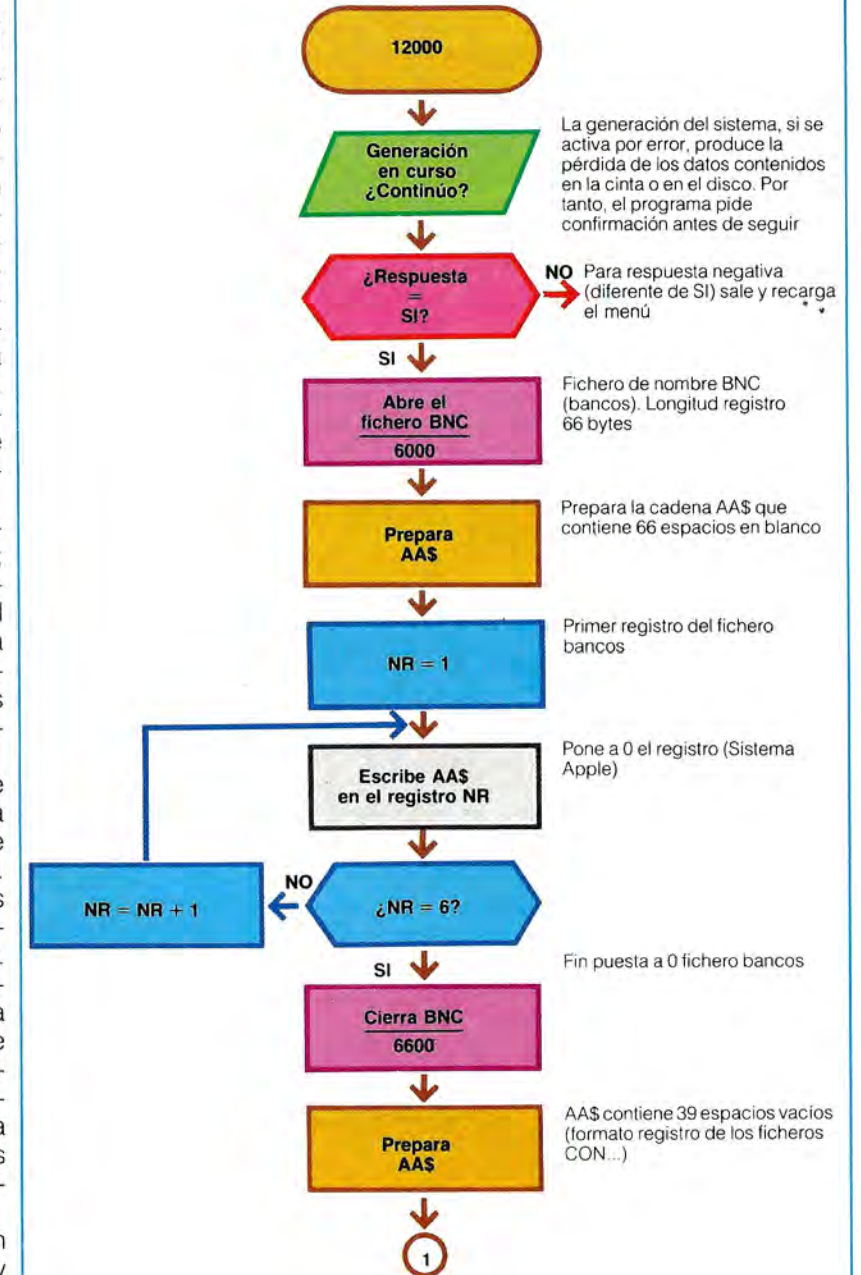 12000
Generación
en curso
¿Continúo?
La generación del sistema, si se
activa por error, produce la
pérdida de los datos contenidos
en la cinta o en el disco. Por
tanto, el programa pide
confirmación antes de seguir
¿Respuesta
=
SI?
NO
Para respuesta negativa
(diferente de SI) sale y recarga
el menú
SI
Abre el
fichero BNC
6000
Fichero de nombre BNC
(bancos). Longitud registro
66 bytes
Prepara
AA$
Prepara la cadena AA$ que
contiene 66 espacios en blanco
NR = 1
Primer registro del fichero
bancos
Escribe AA$
en el registro NR
Pone a 0 el registro (Sistema
Apple)
NR = NR + 1
NO
¿NR = 6?
SI
Fin puesta a 0 fichero bancos
Cierra BNC
6600
Prepara
AA$
AA$ contiene 39 espacios vacíos
(formato registro de los ficheros
CON...)
1